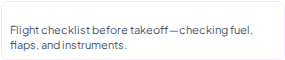 Flight checklist before takeoff—checking fuel,
flaps, and instruments.